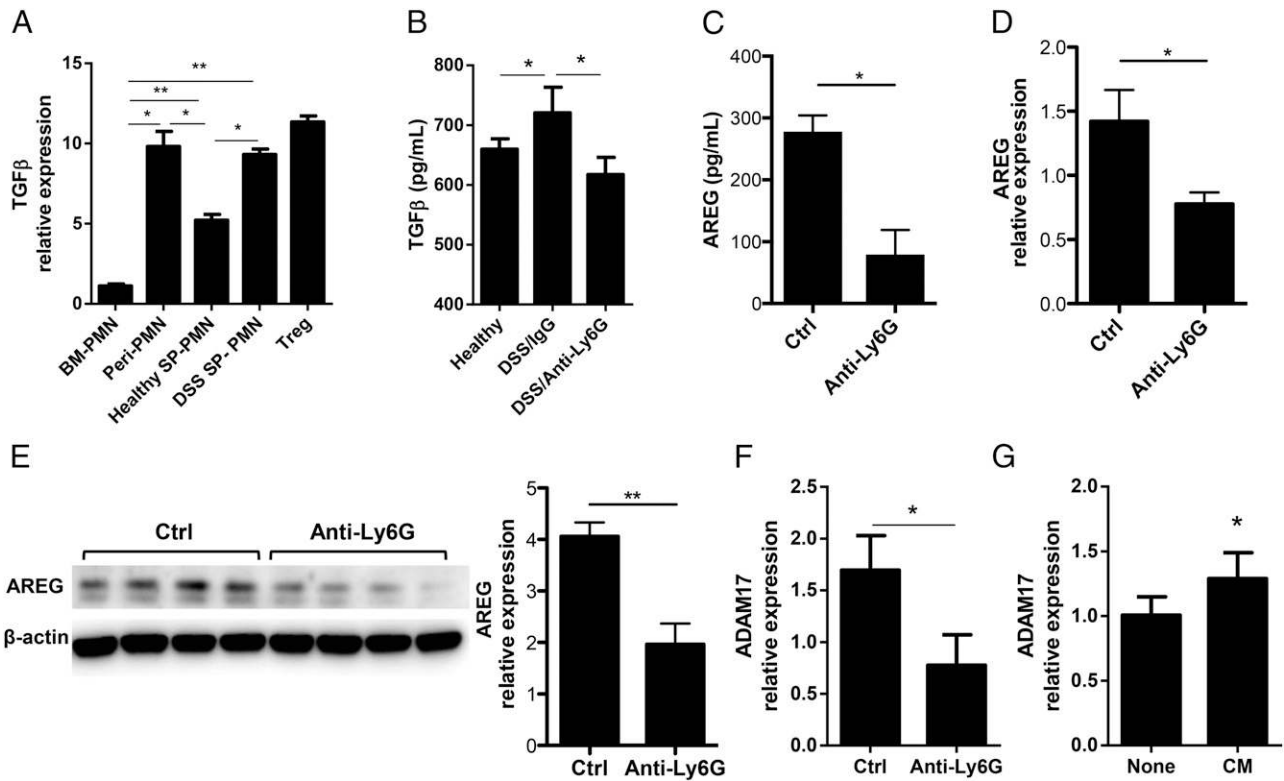 A
TGFβ
relative expression
15
10
5
0
**
**
*
*
*
BM-PMN
Peri-PMN
Healthy SP-PMN
DSS SP- PMN
Treg
B
TGFβ (pg/mL)
800
700
600
500
400
*
*
Healthy
DSS/IgG
DSS/Anti-Ly6G
C
AREG (pg/mL)
400
300
200
100
0
*
Ctrl
Anti-Ly6G
D
AREG
relative expression
2.0
1.5
1.0
0.5
0.0
*
Ctrl
Anti-Ly6G
E
Ctrl
Anti-Ly6G
AREG
β-actin
AREG
relative expression
5
4
3
2
1
0
**
Ctrl
Anti-Ly6G
F
ADAM17
relative expression
2.5
2.0
1.5
1.0
0.5
0.0
*
Ctrl
Anti-Ly6G
G
ADAM17
relative expression
2.0
1.5
1.0
0.5
0.0
*
None
CM